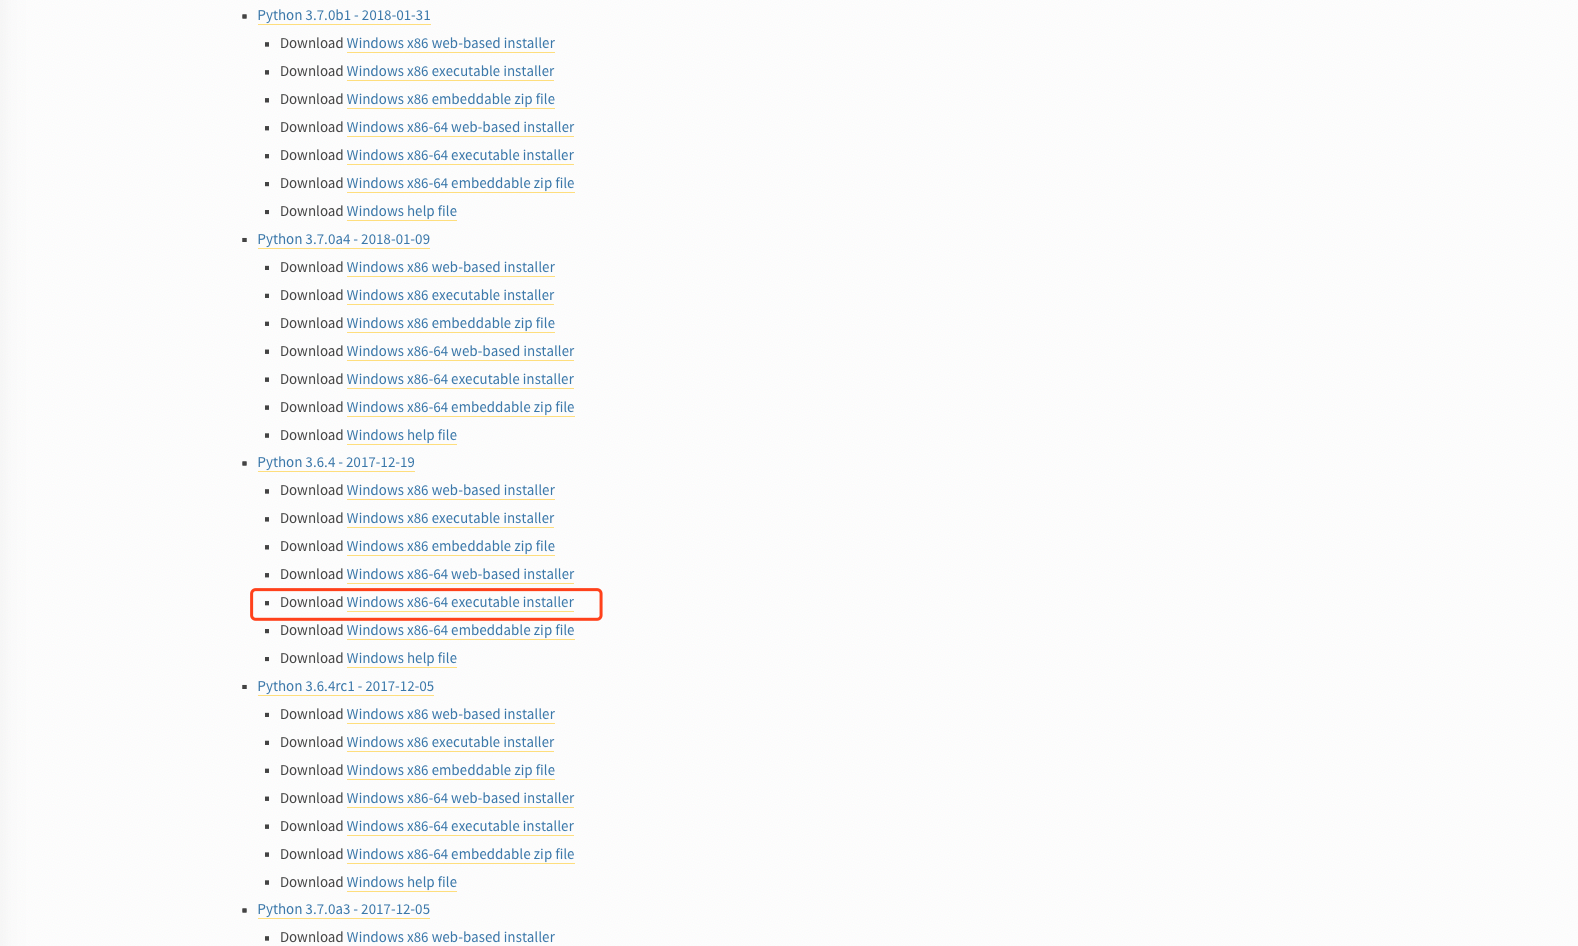 Python 3.7.0b1 - 2018-01-31
Download Windows x86 web-based installer
Download Windows x86 executable installer
Download Windows x86 embeddable zip file
Download Windows x86-64 web-based installer
Download Windows x86-64 executable installer
Download Windows x86-64 embeddable zip file
Download Windows help file
Python 3.7.0a4 - 2018-01-09
Download Windows x86 web-based installer
Download Windows x86 executable installer
Download Windows x86 embeddable zip file
Download Windows x86-64 web-based installer
Download Windows x86-64 executable installer
Download Windows x86-64 embeddable zip file
Download Windows help file
Python 3.6.4 - 2017-12-19
Download Windows x86 web-based installer
Download Windows x86 executable installer
Download Windows x86 embeddable zip file
Download Windows x86-64 web-based installer
Download Windows x86-64 executable installer
Download Windows x86-64 embeddable zip file
Download Windows help file
Python 3.6.4rc1 - 2017-12-05
Download Windows x86 web-based installer
Download Windows x86 executable installer
Download Windows x86 embeddable zip file
Download Windows x86-64 web-based installer
Download Windows x86-64 executable installer
Download Windows x86-64 embeddable zip file
Download Windows help file
Python 3.7.0a3 - 2017-12-05
Download Windows x86 web-based installer